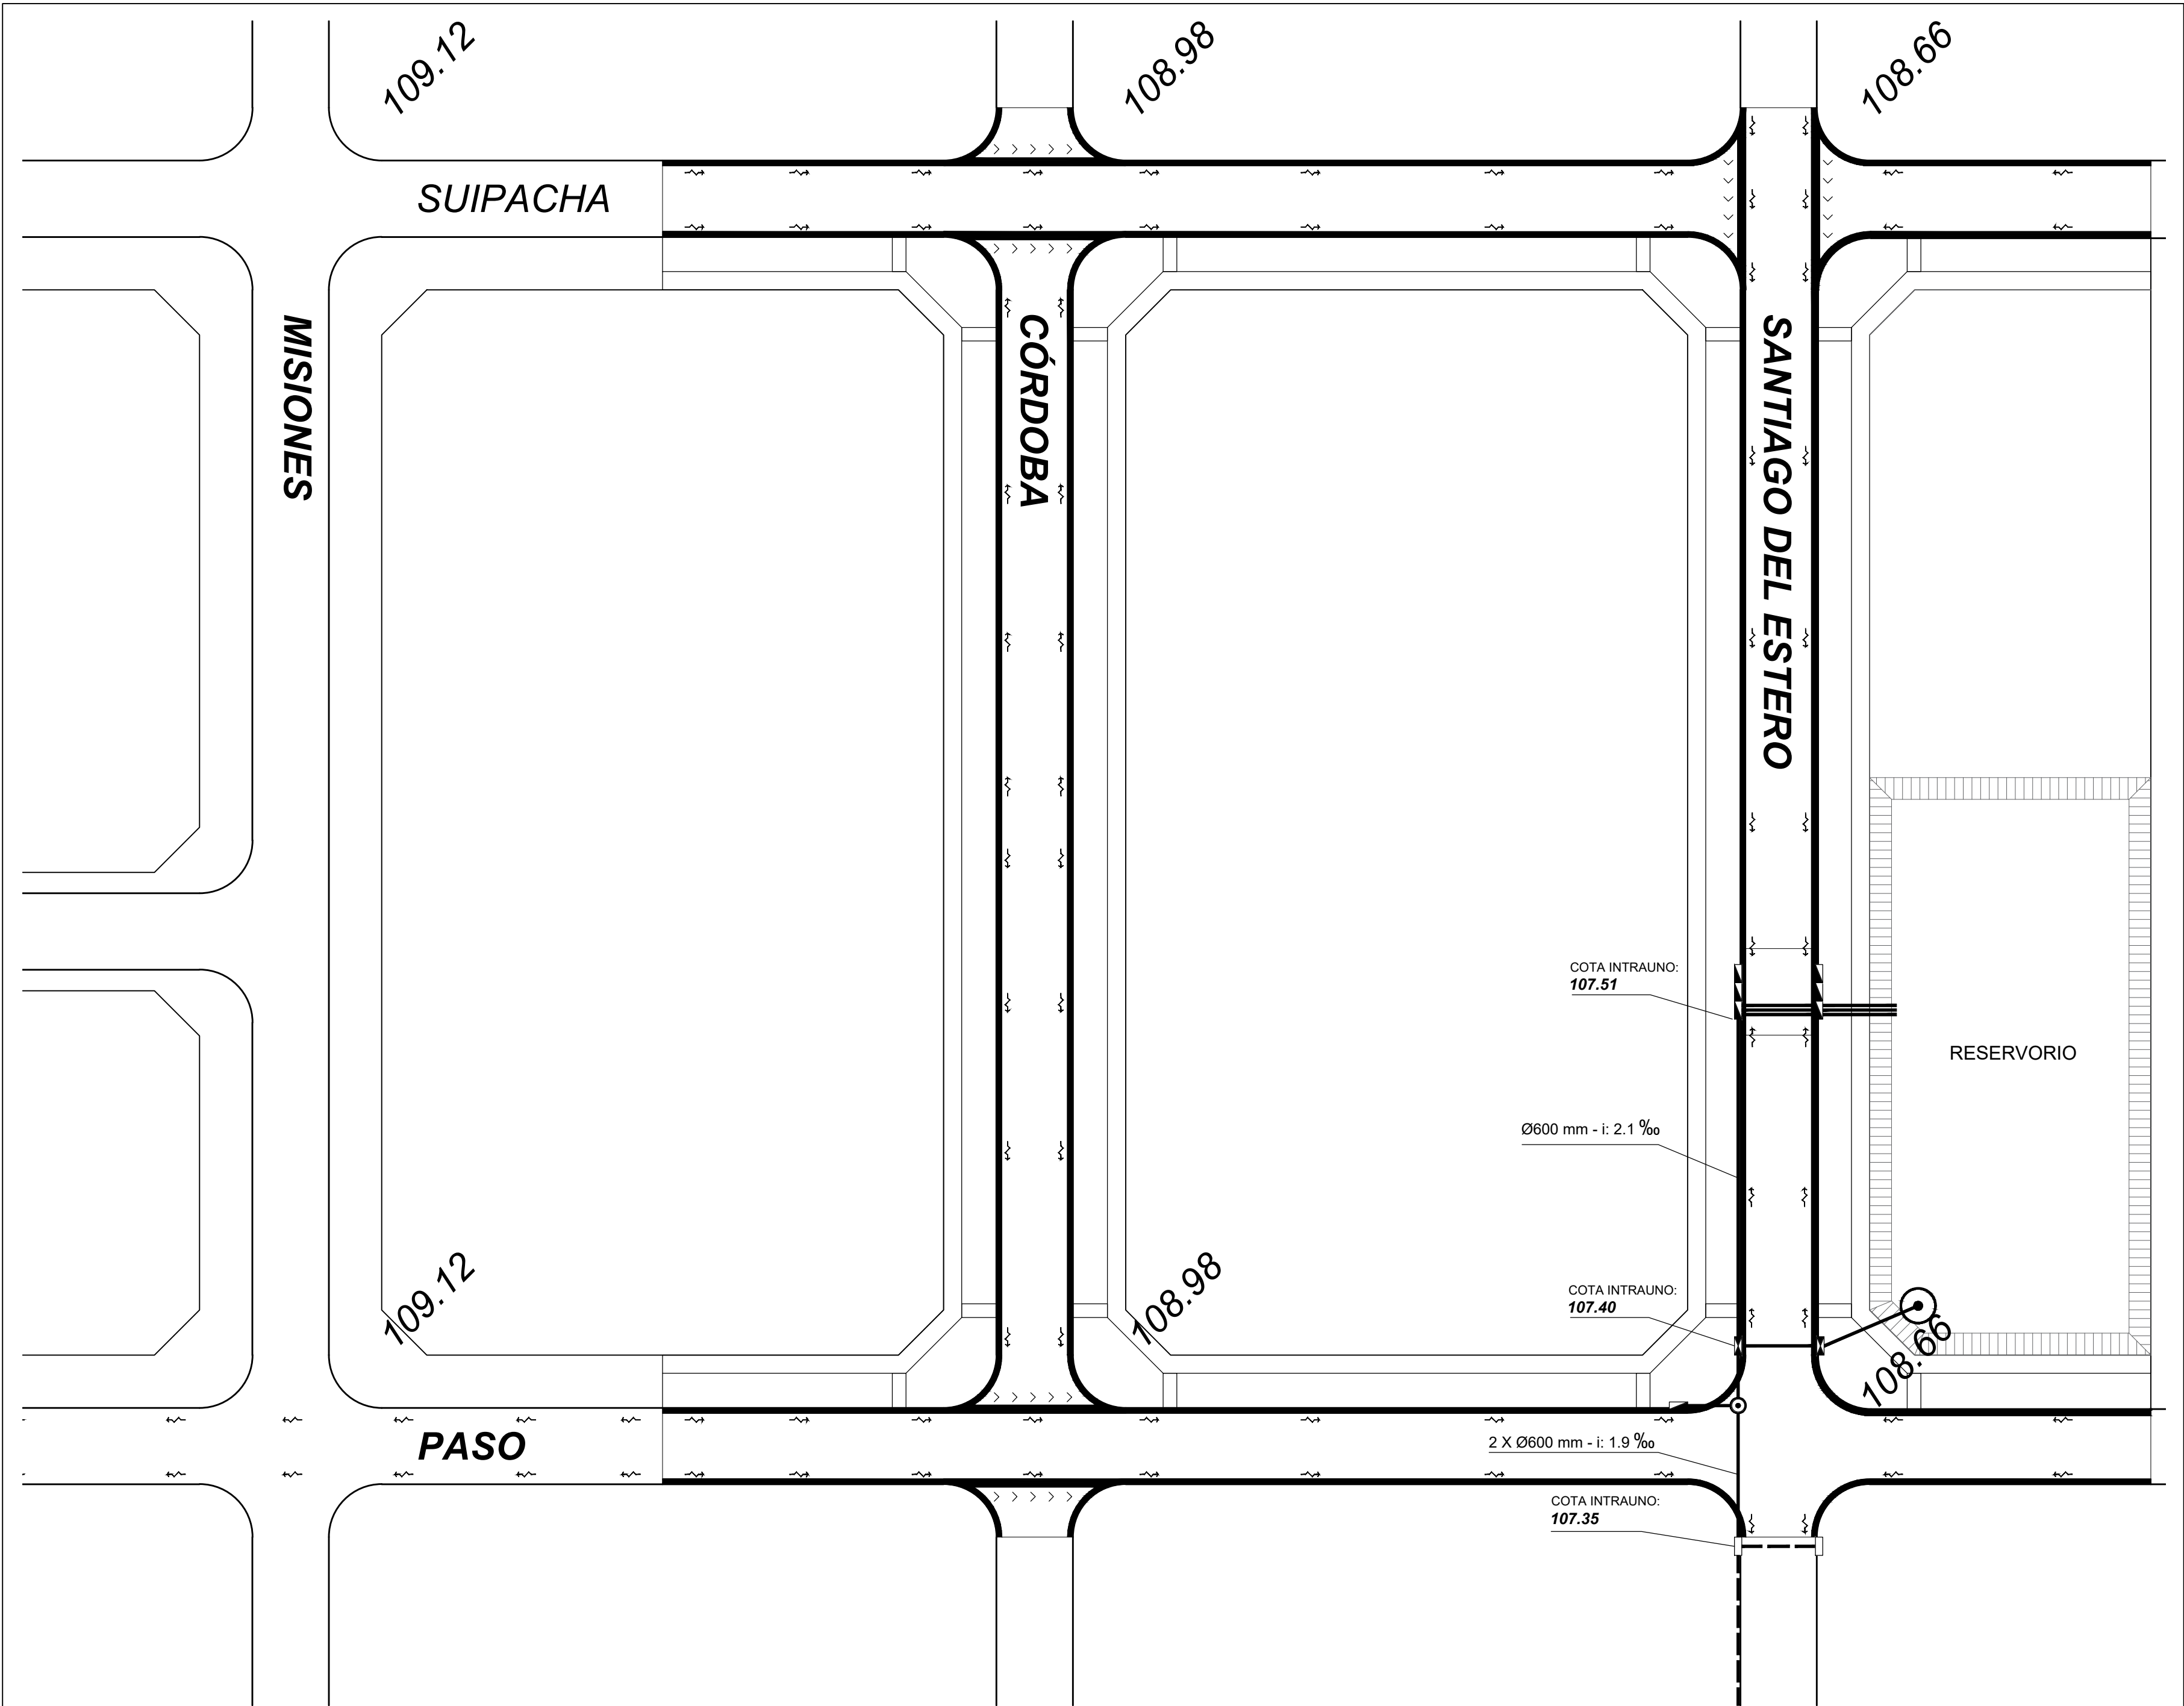 109.12
108.98
108.66
SUIPACHA
MISIONES
CÓRDOBA
SANTIAGO DEL ESTERO
COTA INTRAUNO:
107.51
RESERVORIO
Ø600 mm - i: 2.1 ‰
COTA INTRAUNO:
107.40
109.12
108.98
108.66
PASO
2 X Ø600 mm - i: 1.9 ‰
COTA INTRAUNO:
107.35